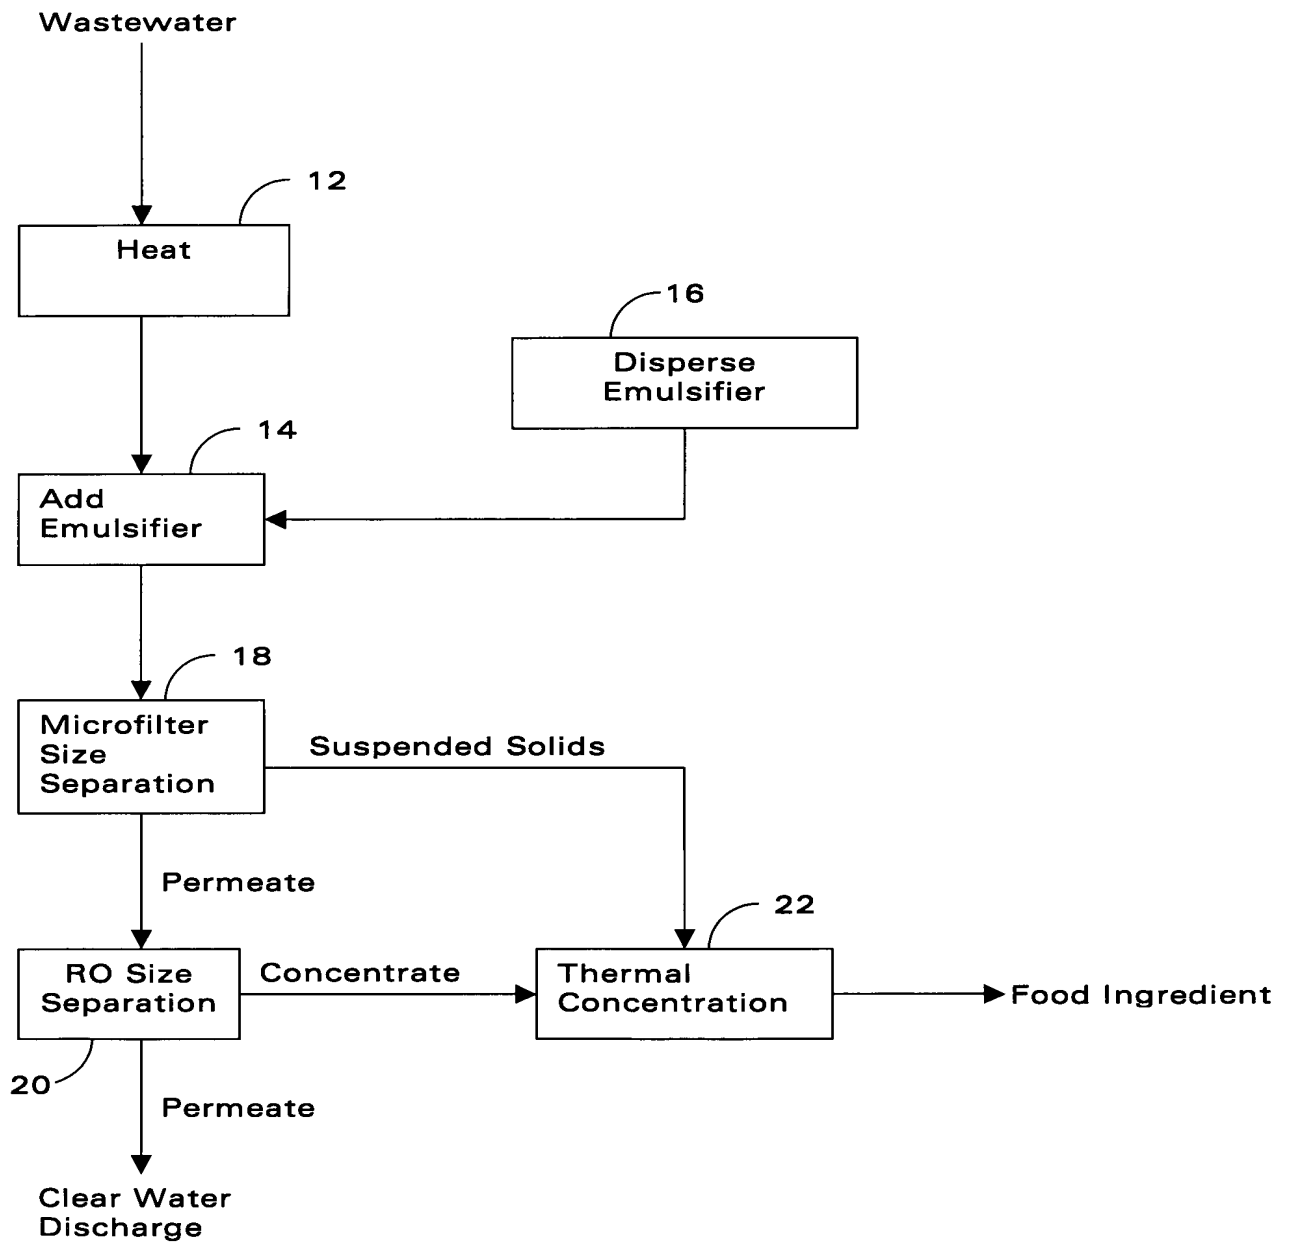 Wastewater
12
Heat
16
Disperse
Emulsifier
14
Add
Emulsifier
18
Microfilter
Size
Separation
Suspended Solids
Permeate
22
RO Size
Separation
Concentrate
Thermal
Concentration
Food Ingredient
20
Permeate
Clear Water
Discharge